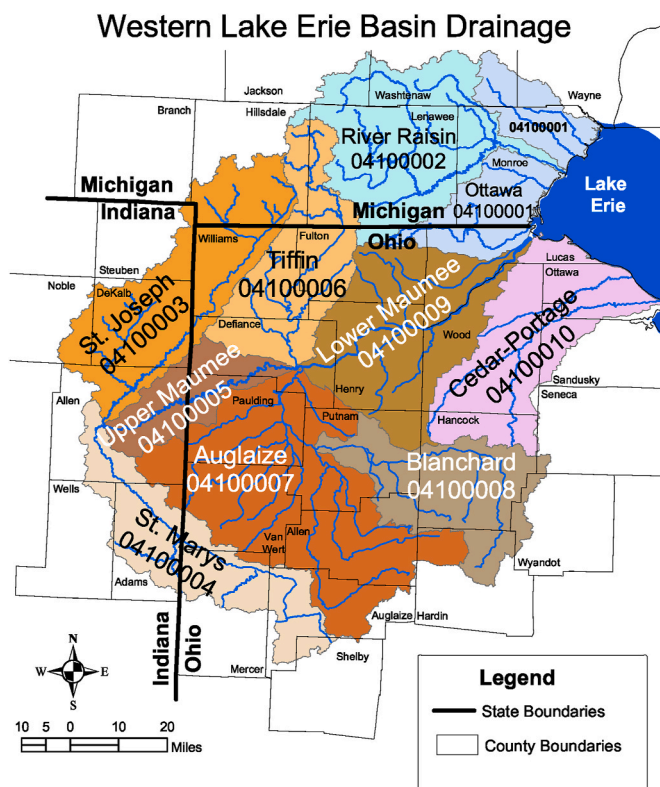 Western Lake Erie Basin Drainage
Jackson
Washtenaw
Wayne
Branch
Hillsdale
Lenawee
04100001
River Raisin
04100002
Monroe
Lake
Erie
Michigan
Indiana
Ottawa
04100001
Michigan
Ohio
Williams
Fulton
Lucas
Ottawa
Steuben
Noble
DeKalb
St. Joseph
04100003
Tiffin
04100006
Lower Maumee
04100009
Wood
Cedar-Portage
04100010
Defiance
Sandusky
Seneca
Allen
Upper Maumee
04100005
Paulding
Henry
Putnam
Hancock
Auglaize
04100007
Blanchard
04100008
Wells
St. Marys
04100004
Van
Wert
Allen
Wyandot
Adams
Auglaize
Hardin
Indiana
Ohio
Mercer
Shelby
N
W
E
S
10 5 0 10 20
Miles
Legend
State Boundaries
County Boundaries